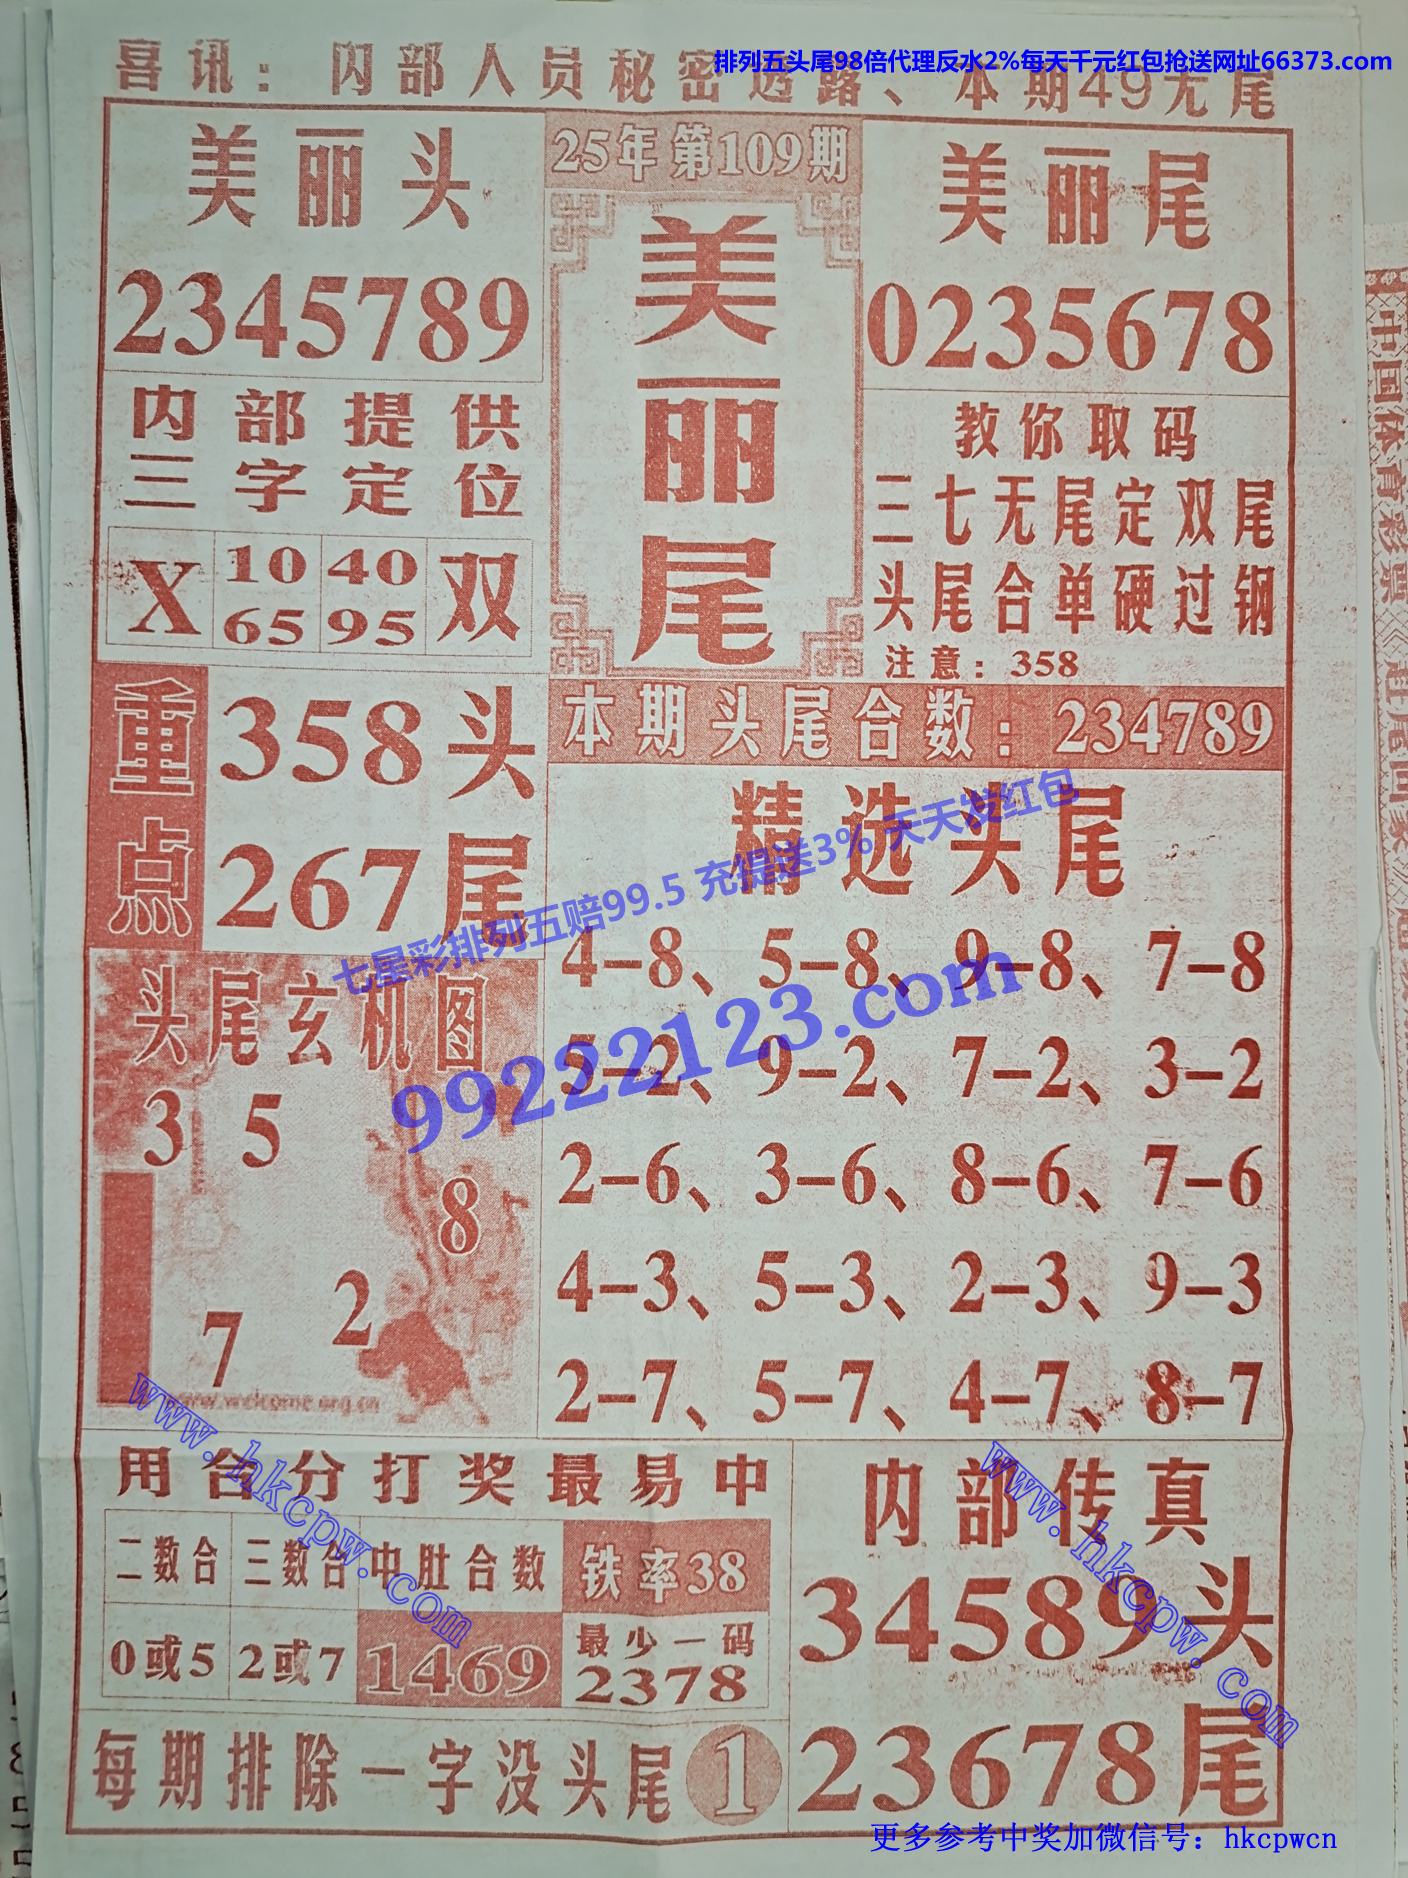 排列五头尾98倍代理反水2%每天千元红包抢送网址66373.com
喜讯：内部人员秘密透路、本期49无尾
25年第109期
美丽尾
美丽头
2345789
美丽尾
0235678
内部提供
三字定位
X 10 40 双
65 95
教你取码
三七无尾定双尾
头尾合单硬过钢
注意：358
重点
358头
267尾
本期头尾合数：234789
精选头尾
4-8、5-8、9-8、7-8
5-2、9-2、7-2、3-2
2-6、3-6、8-6、7-6
4-3、5-3、2-3、9-3
2-7、5-7、4-7、8-7
七星彩排列五赔99.5 充提送3% 天天发红包
99222123.com
头尾玄机图
3 5
8
2
7
www.welcome.org.cn
www.hkcpw.com
用合分打奖最易中
二数合 三数合 中肚合数 铁率38
0或5 2或7 1469 最少一码
2378
每期排除一字没头尾 1
内部传真
34589头
23678尾
www.hkcpw.com
更多参考中奖加微信号：hkcpwcn
中国体育彩票